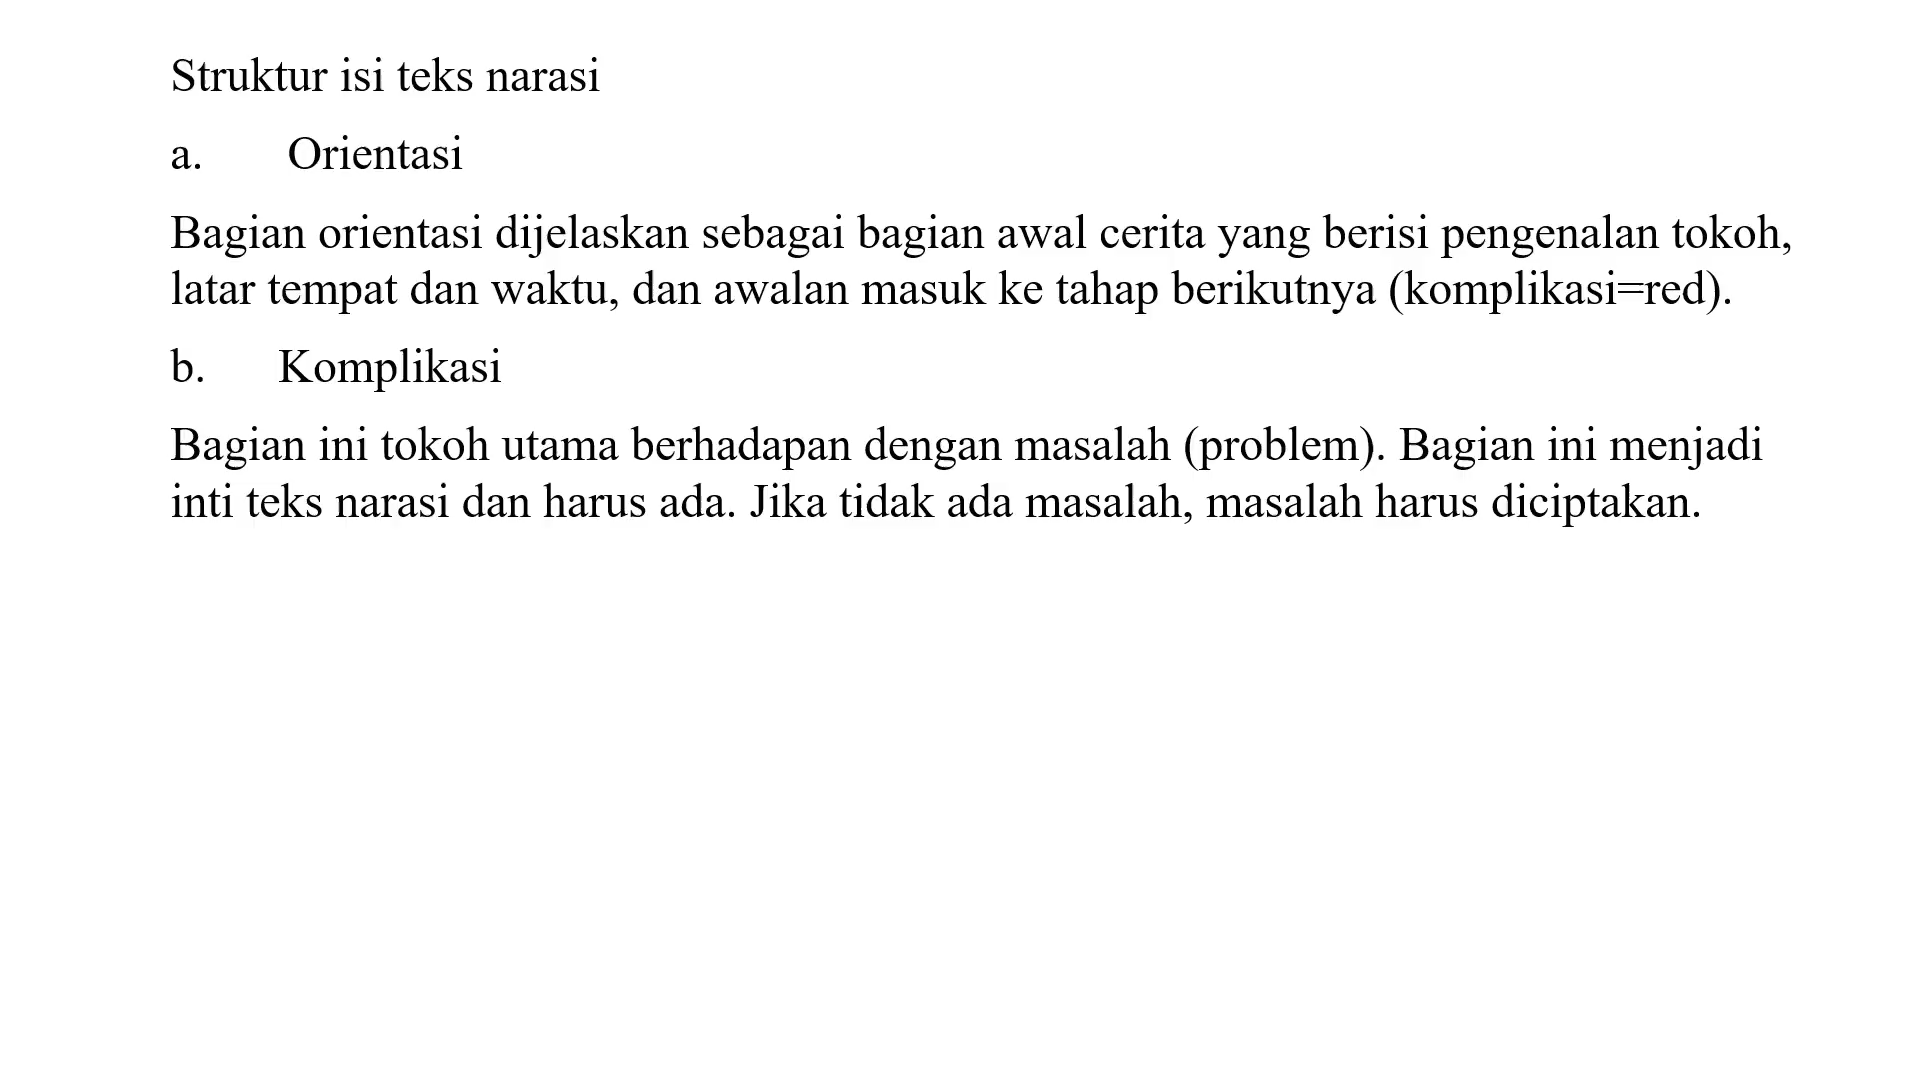 Struktur isi teks narasi
a. Orientasi
Bagian orientasi dijelaskan sebagai bagian awal cerita yang berisi pengenalan tokoh,
latar tempat dan waktu, dan awalan masuk ke tahap berikutnya (komplikasi=red).
b. Komplikasi
Bagian ini tokoh utama berhadapan dengan masalah (problem). Bagian ini menjadi
inti teks narasi dan harus ada. Jika tidak ada masalah, masalah harus diciptakan.